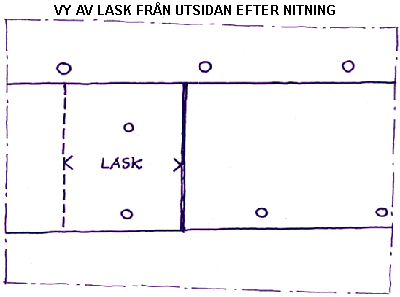 VY AV LASK FRÅN UTSIDAN EFTER NITNING
LASK